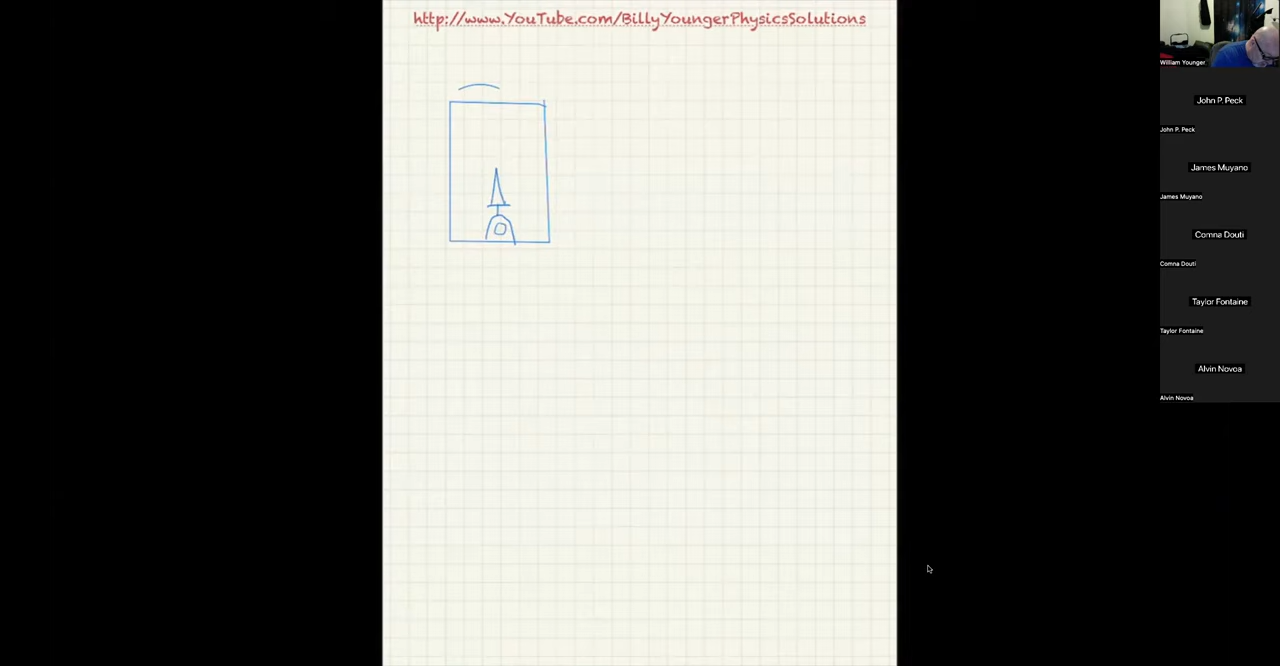 http://www.YouTube.com/BillyYoungerPhysicsSolutions
William Younger
John P. Peck
John P. Peck
James Muyano
James Muyano
Comna Douti
Comna Douti
Taylor Fontaine
Taylor Fontaine
Alvin Novoa
Alvin Novoa